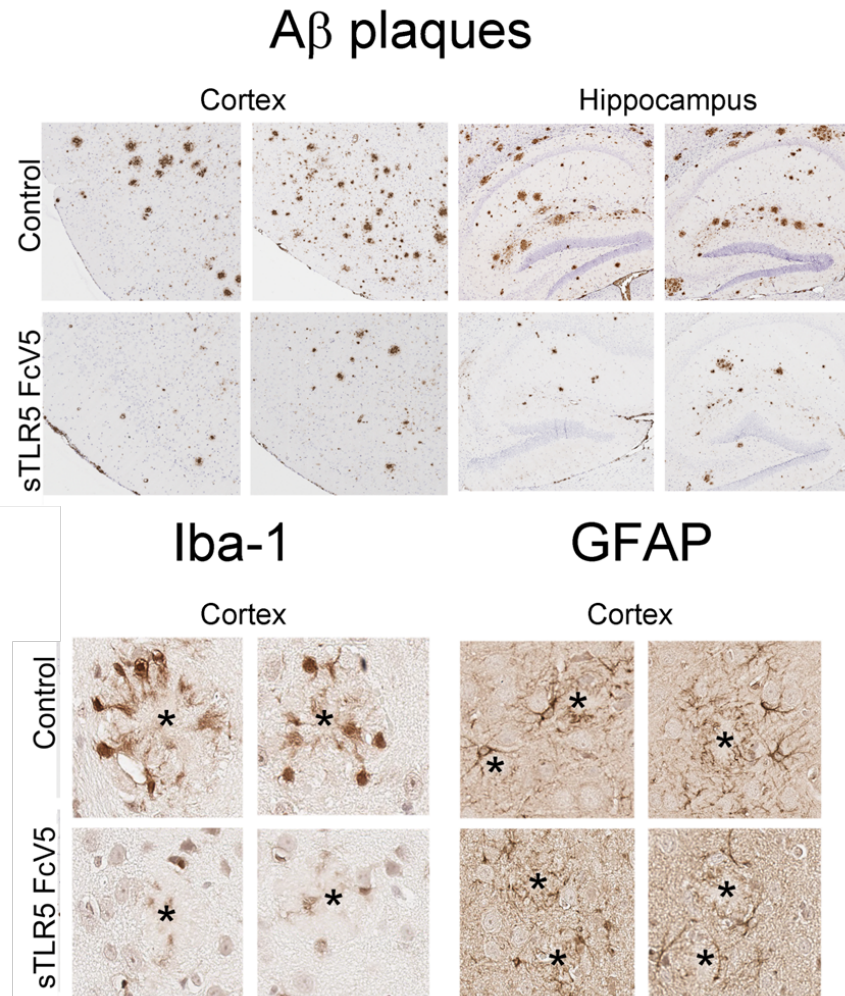 Aβ plaques
Cortex
Hippocampus
Control
sTLR5 FcV5
Iba-1
GFAP
Cortex
Cortex
Control
* * * * *
sTLR5 FcV5
* * * * * *